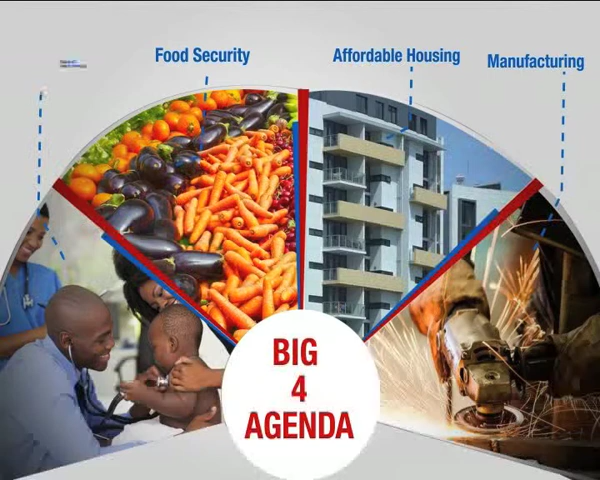 Food Security
Affordable Housing
Manufacturing
BIG
4
AGENDA